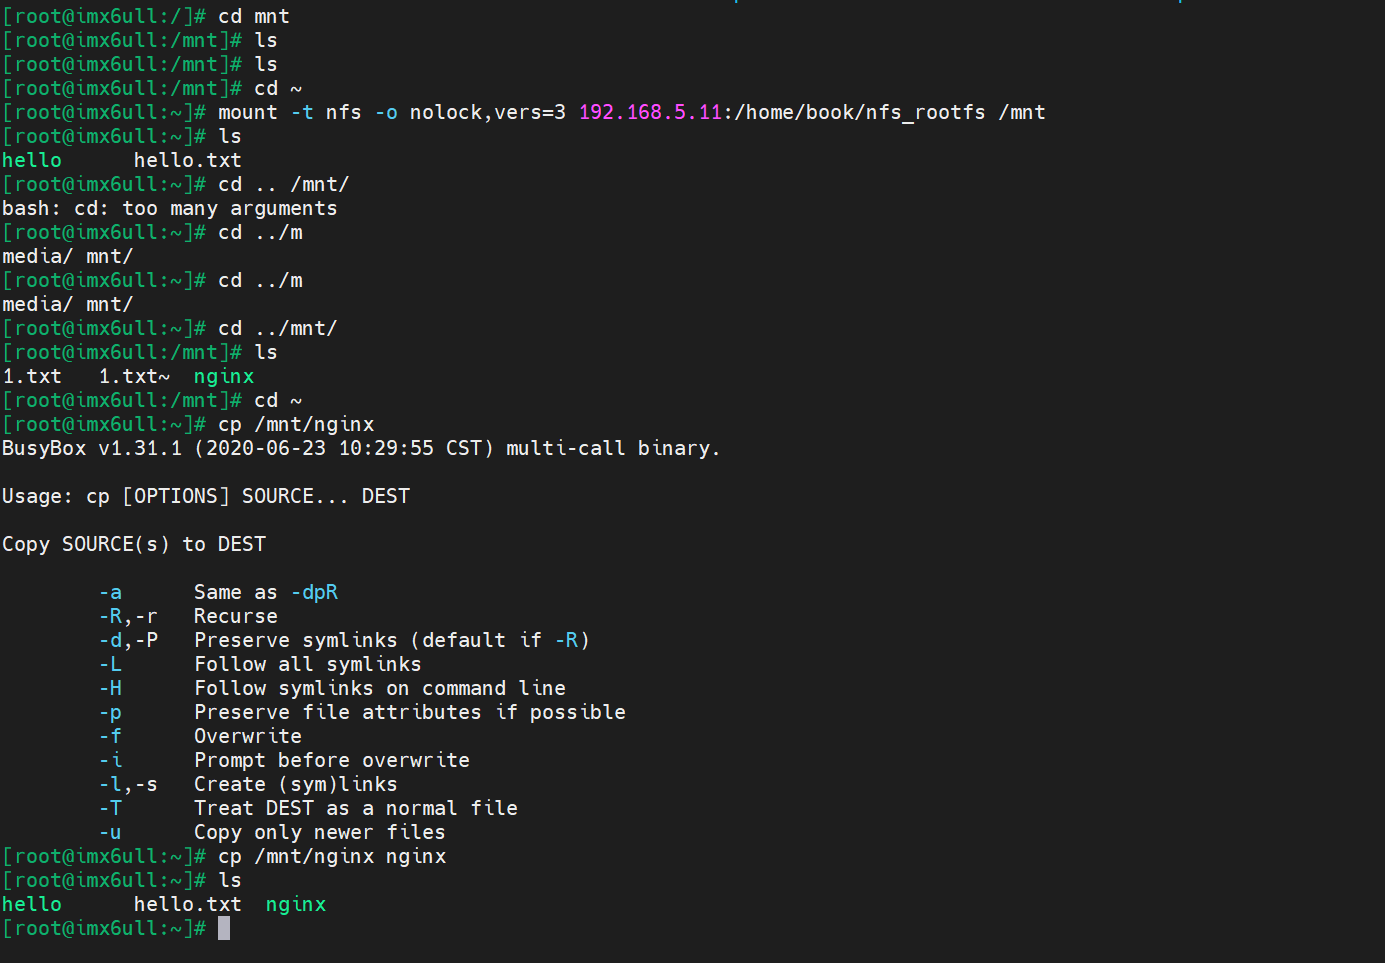 [root@imx6ull:/]# cd mnt
[root@imx6ull:/mnt]# ls
[root@imx6ull:/mnt]# ls
[root@imx6ull:/mnt]# cd ~
[root@imx6ull:~]# mount -t nfs -o nolock,vers=3 192.168.5.11:/home/book/nfs_rootfs /mnt
[root@imx6ull:~]# ls
hello      hello.txt
[root@imx6ull:~]# cd .. /mnt/
bash: cd: too many arguments
[root@imx6ull:~]# cd ../m
media/ mnt/
[root@imx6ull:~]# cd ../m
media/ mnt/
[root@imx6ull:~]# cd ../mnt/
[root@imx6ull:/mnt]# ls
1.txt   1.txt~  nginx
[root@imx6ull:/mnt]# cd ~
[root@imx6ull:~]# cp /mnt/nginx
BusyBox v1.31.1 (2020-06-23 10:29:55 CST) multi-call binary.
Usage: cp [OPTIONS] SOURCE... DEST
Copy SOURCE(s) to DEST
        -a      Same as -dpR
        -R,-r   Recurse
        -d,-P   Preserve symlinks (default if -R)
        -L      Follow all symlinks
        -H      Follow symlinks on command line
        -p      Preserve file attributes if possible
        -f      Overwrite
        -i      Prompt before overwrite
        -l,-s   Create (sym)links
        -T      Treat DEST as a normal file
        -u      Copy only newer files
[root@imx6ull:~]# cp /mnt/nginx nginx
[root@imx6ull:~]# ls
hello      hello.txt  nginx
[root@imx6ull:~]#